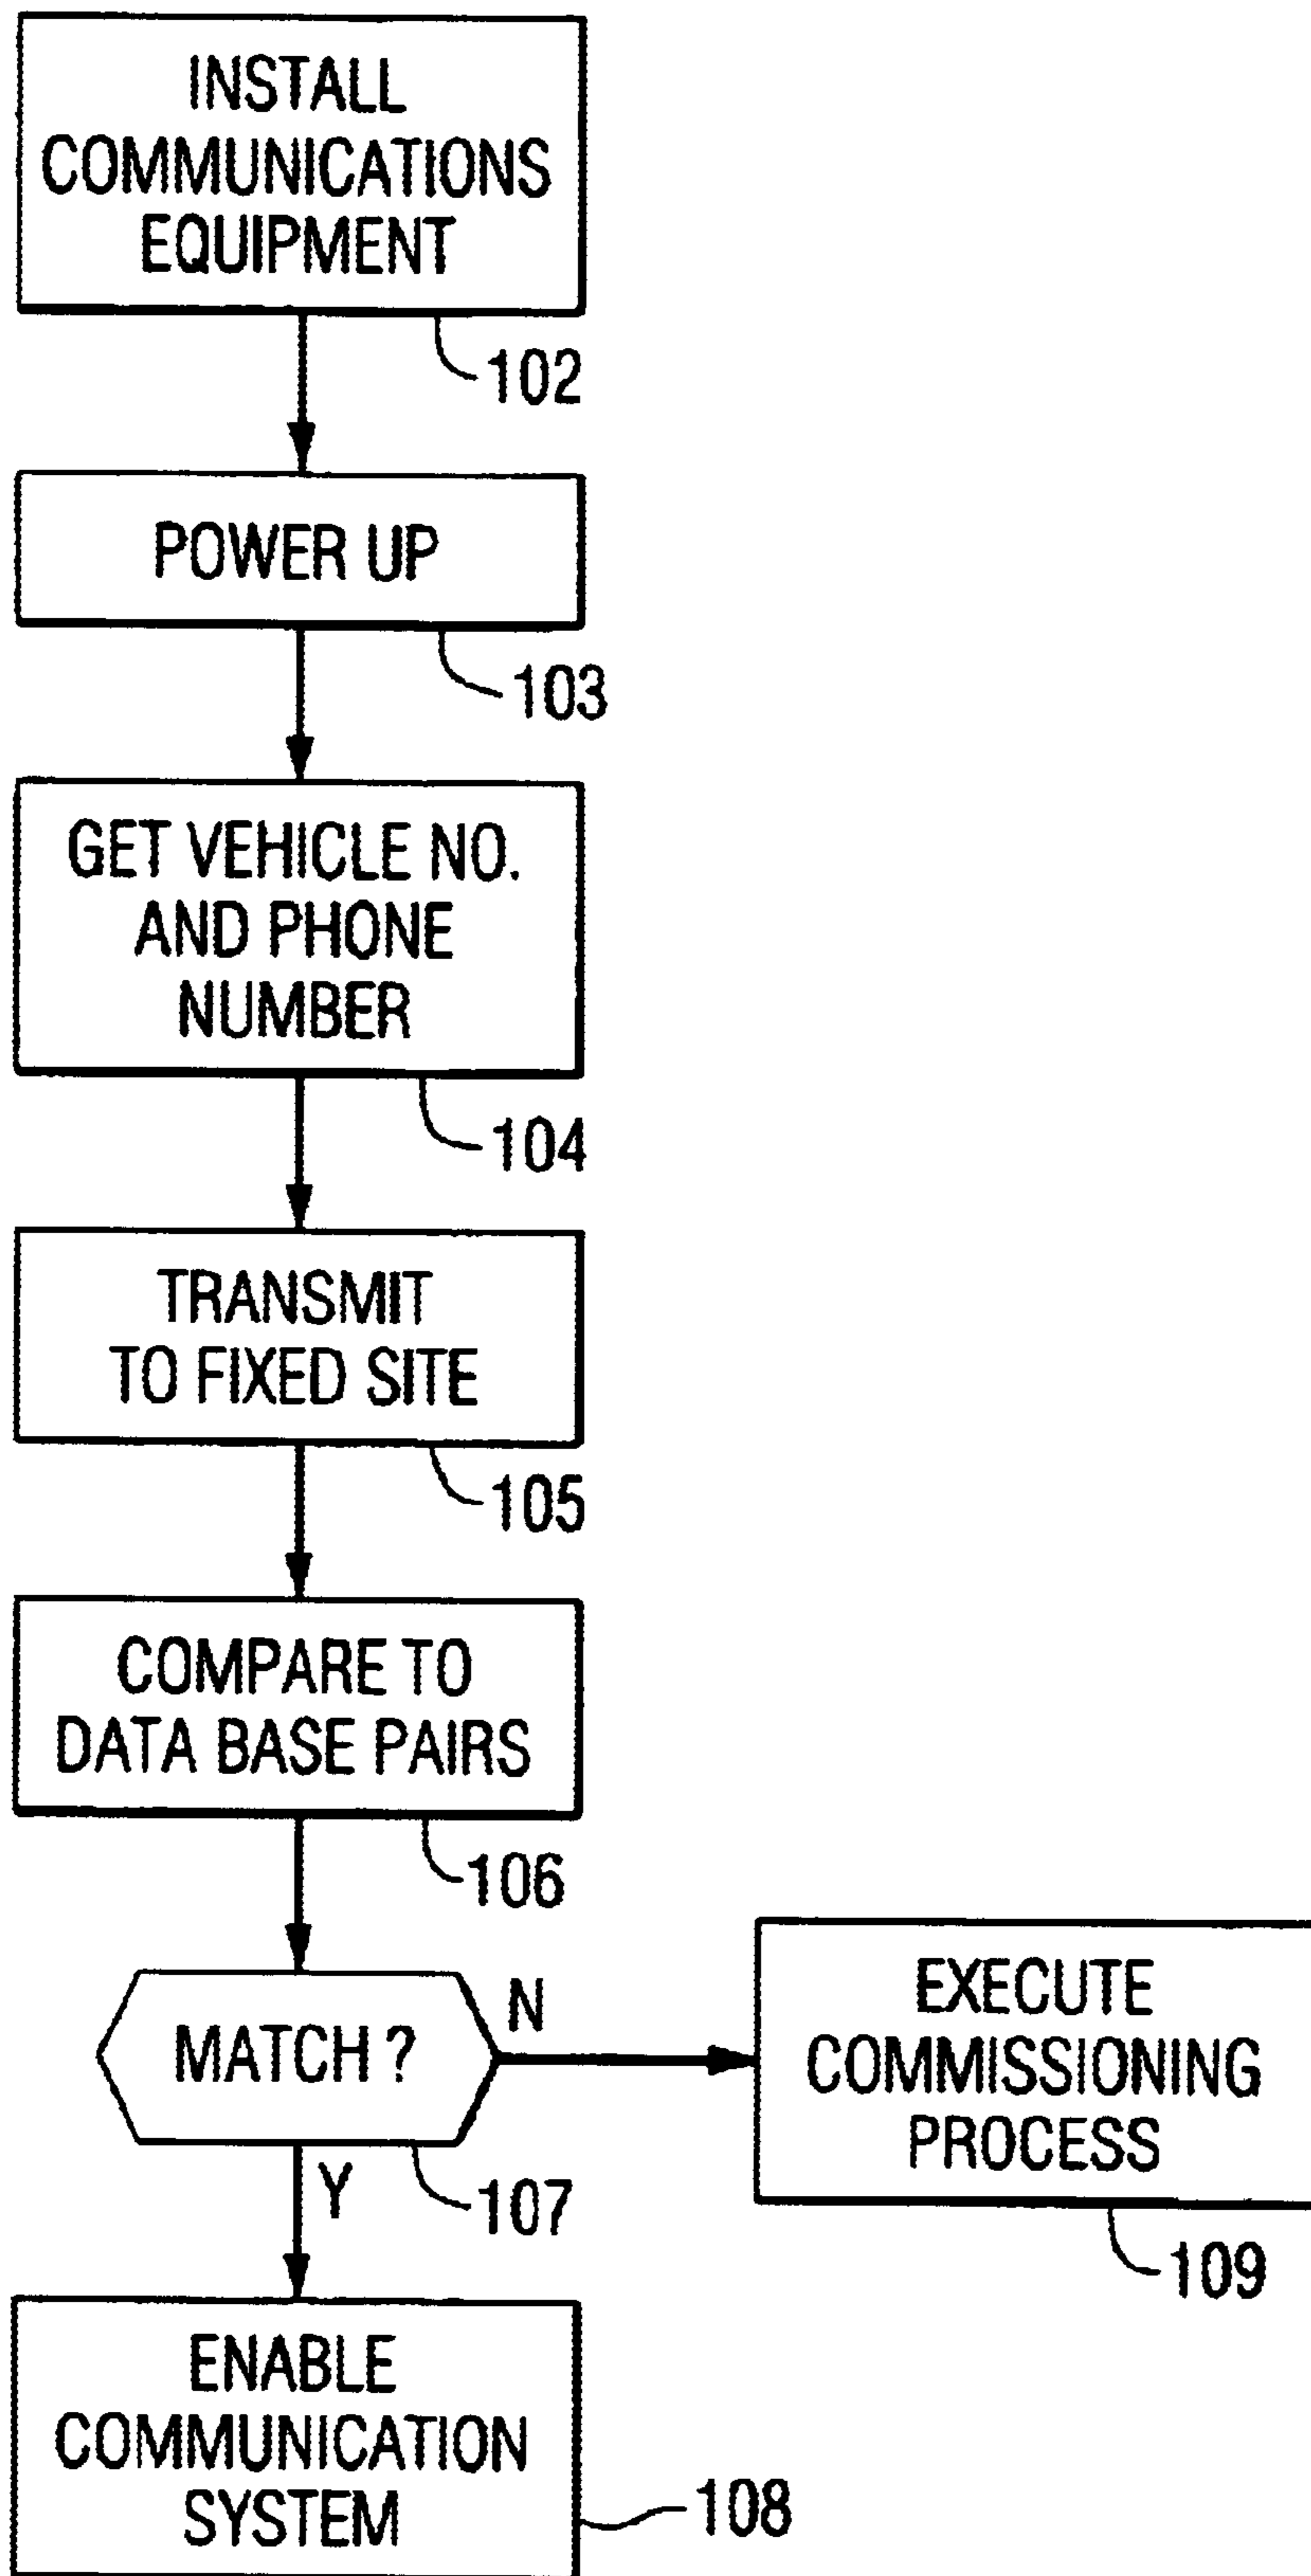 INSTALL
COMMUNICATIONS
EQUIPMENT
102
POWER UP
103
GET VEHICLE NO.
AND PHONE
NUMBER
104
TRANSMIT
TO FIXED SITE
105
COMPARE TO
DATA BASE PAIRS
106
MATCH ?
N
Y
107
EXECUTE
COMMISSIONING
PROCESS
109
ENABLE
COMMUNICATION
SYSTEM
108